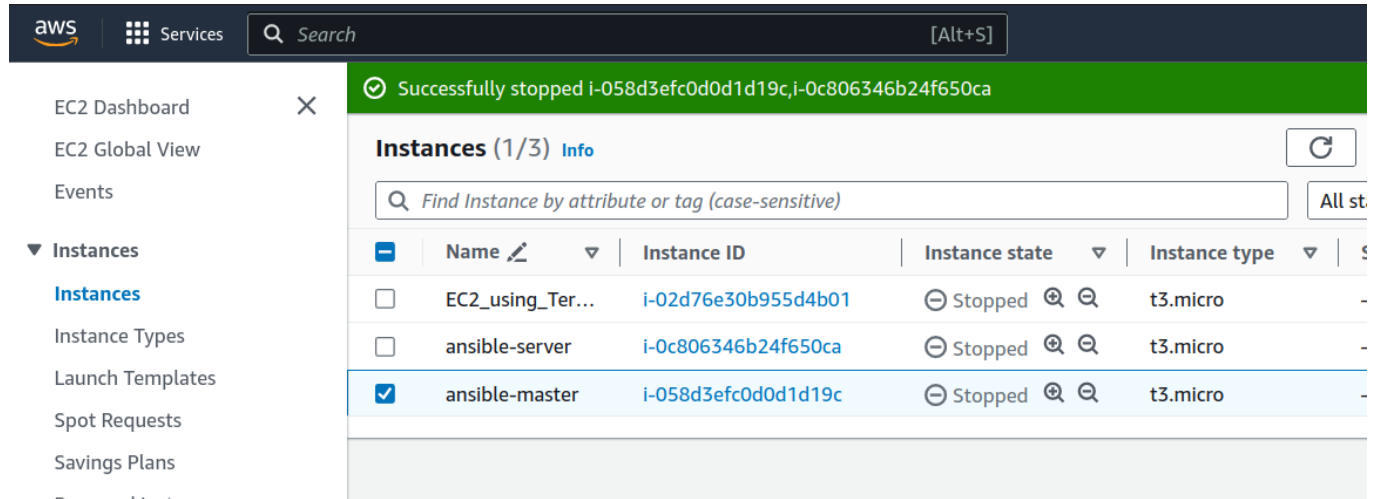 aws Services Search [Alt+S]
Successfully stopped i-058d3efc0d0d1d19c,i-0c806346b24f650ca
EC2 Dashboard
EC2 Global View
Events
Instances
Instances
Instance Types
Launch Templates
Spot Requests
Savings Plans
Instances (1/3) Info
Find Instance by attribute or tag (case-sensitive)
All
Name Instance ID Instance state Instance type
EC2_using_Ter... i-02d76e30b955d4b01 Stopped t3.micro –
ansible-server i-0c806346b24f650ca Stopped t3.micro –
ansible-master i-058d3efc0d0d1d19c Stopped t3.micro –